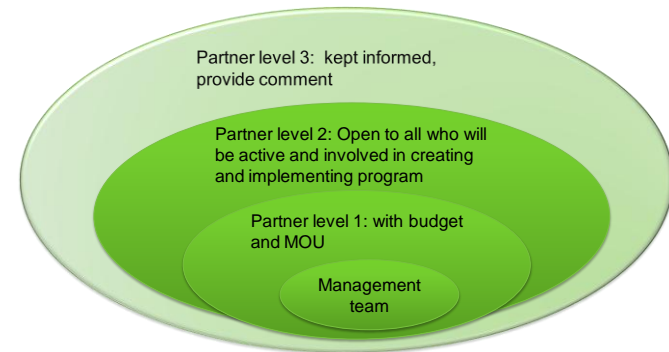 Partner level 3:  kept informed,
provide comment
Partner level 2: Open to all who will
be active and involved in creating
and implementing program
Partner level 1: with budget
and MOU
Management
team